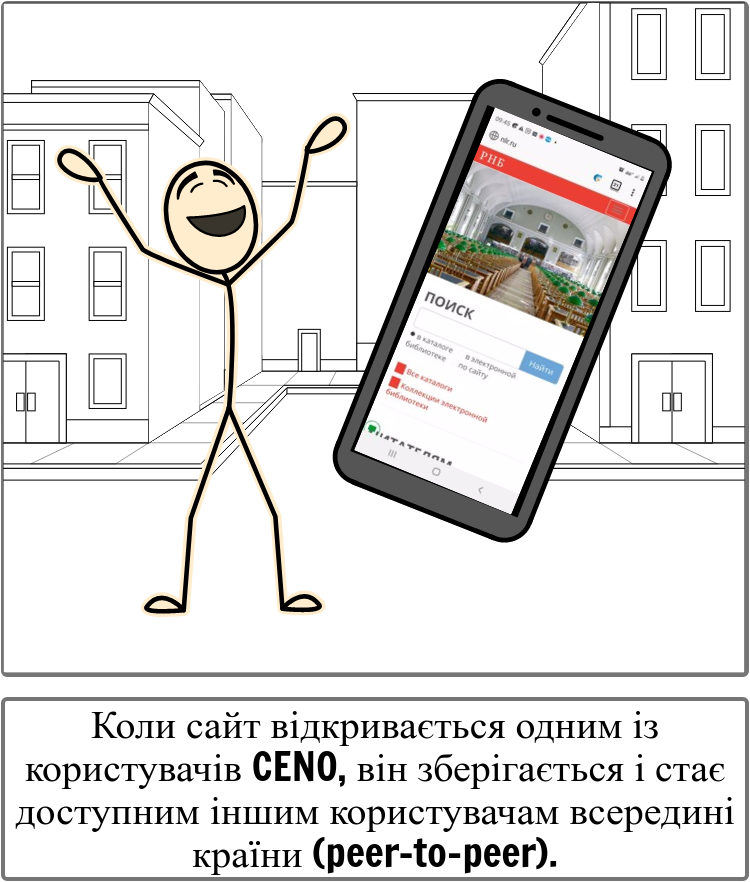 09:45
nlr.ru
РНБ
ПОИСК
в каталоге библиотеке
в электронной по сайту
Найти
Все каталоги
Коллекции электронной
библиотеки
ЧИТАТЕЛЯМ
Коли сайт відкривається одним із
користувачів CENO, він зберігається і стає
доступним іншим користувачам всередині
країни (peer-to-peer).